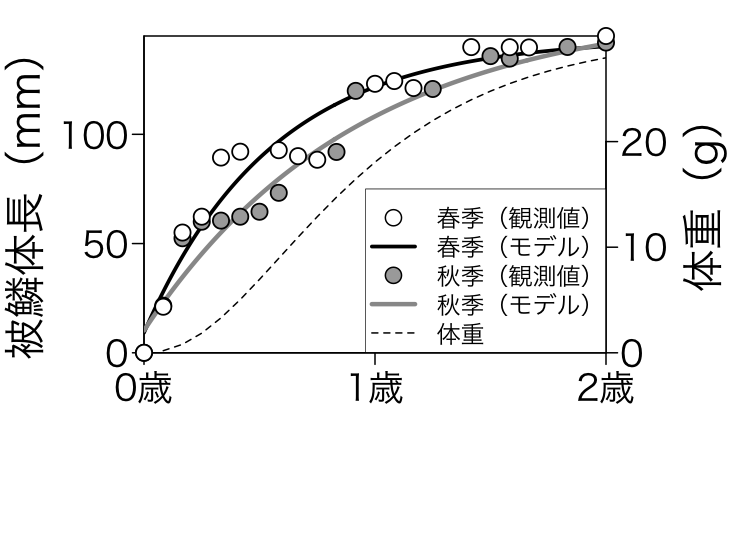 被鱗体長（mm）
100
50
0
0歳
1歳
2歳
20
10
0
体重（g）
春季（観測値）
春季（モデル）
秋季（観測値）
秋季（モデル）
体重